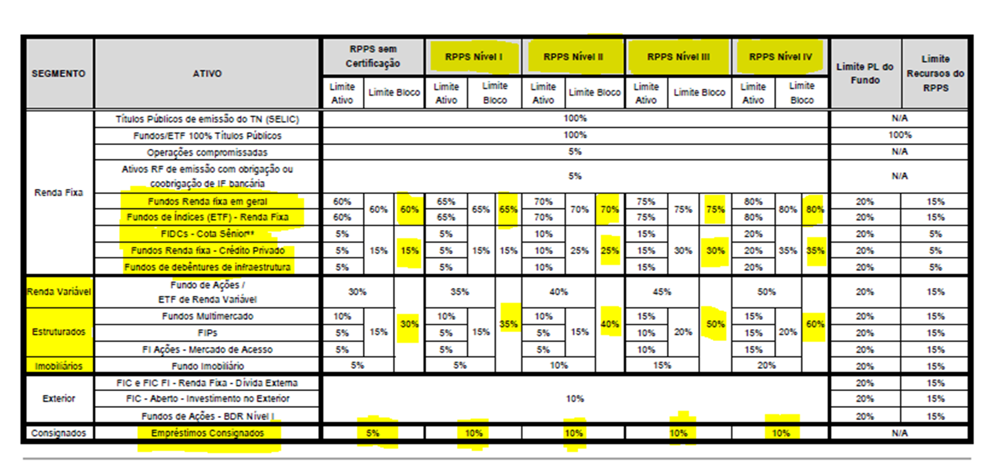 SEGMENTO ATIVO RPPS sem Certificação RPPS Nível I RPPS Nível II RPPS Nível III RPPS Nível IV Limite PL do Fundo Limite Recursos do RPPS
Limite Ativo Limite Bloco Limite Ativo Limite Bloco Limite Ativo Limite Bloco Limite Ativo Limite Bloco Limite Ativo Limite Bloco
Renda Fixa
Títulos Públicos de emissão do TN (SELIC) 100% N/A
Fundos/ETF 100% Títulos Públicos 100% 100%
Operações compromissadas 5% N/A
Ativos RF de emissão com obrigação ou
coobrigação de IF bancária 5% N/A
Fundos Renda fixa em geral 60% 60% 60% 65% 65% 65% 70% 70% 70% 75% 75% 75% 80% 80% 80% 20% 15%
Fundos de Índices (ETF) - Renda Fixa 60% 65% 70% 75% 80% 20% 15%
FIDCs - Cota Sênior** 5% 5% 10% 15% 20% 20% 5%
Fundos Renda fixa - Crédito Privado 5% 15% 15% 5% 15% 15% 10% 25% 25% 15% 30% 30% 20% 35% 35% 20% 5%
Fundos de debêntures de infraestrutura 5% 5% 10% 15% 20% 20% 5%
Renda Variável
Fundo de Ações /
ETF de Renda Variável 30% 35% 40% 45% 50% 20% 15%
Estruturados
Fundos Multimercado 10% 10% 10% 15% 15% 20% 15%
30% 35% 40% 50% 60%
FIPs 5% 15% 5% 15% 5% 15% 10% 20% 15% 20% 20% 15%
FI Ações - Mercado de Acesso 5% 5% 5% 10% 15% 20% 15%
Imobiliários Fundo Imobiliário 5% 5% 10% 15% 20% 20% 15%
Exterior
FIC e FIC FI - Renda Fixa - Dívida Externa 20% 15%
FIC - Aberto - Investimento no Exterior 10% 20% 15%
Fundos de Ações - BDR Nível I 20% 15%
Consignados Empréstimos Consignados 5% 10% 10% 10% 10% N/A